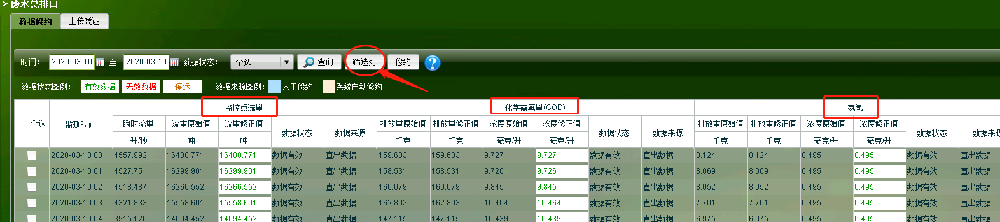 > 废水总排口
数据修约 上传凭证
时间： 2020-03-10 至 2020-03-10 数据状态： 全选 查询 筛选列 修约 ?
数据状态图例： 有效数据 无效数据 停运 数据来源图例： 人工修约 系统自动修约
监控点流量 化学需氧量(COD) 氨氮
全选 监测时间 瞬时流量 流量原始值 流量修正值 数据状态 数据来源 排放量原始值 排放量修正值 浓度原始值 浓度修正值 数据状态 数据来源 排放量原始值 排放量修正值 浓度原始值 浓度修正值 数据状态 数据来源
升/秒 吨 吨 千克 千克 毫克/升 毫克/升 千克 千克 毫克/升 毫克/升
2020-03-10 00 4557.992 16408.771 16408.771 数据有效 直出数据 159.603 159.603 9.727 9.727 数据有效 直出数据 8.124 8.124 0.495 0.495 数据有效 直出数据
2020-03-10 01 4527.75 16299.901 16299.901 数据有效 直出数据 158.531 158.531 9.726 9.726 数据有效 直出数据 8.069 8.069 0.495 0.495 数据有效 直出数据
2020-03-10 02 4518.487 16266.552 16266.552 数据有效 直出数据 160.079 160.079 9.845 9.845 数据有效 直出数据 8.052 8.052 0.495 0.495 数据有效 直出数据
2020-03-10 03 4321.833 15558.601 15558.601 数据有效 直出数据 162.803 162.803 10.464 10.464 数据有效 直出数据 7.701 7.701 0.495 0.495 数据有效 直出数据
2020-03-10 04 3915.126 14094.452 14094.452 数据有效 直出数据 147.115 147.115 10.439 10.439 数据有效 直出数据 6.975 6.975 0.495 0.495 数据有效 直出数据